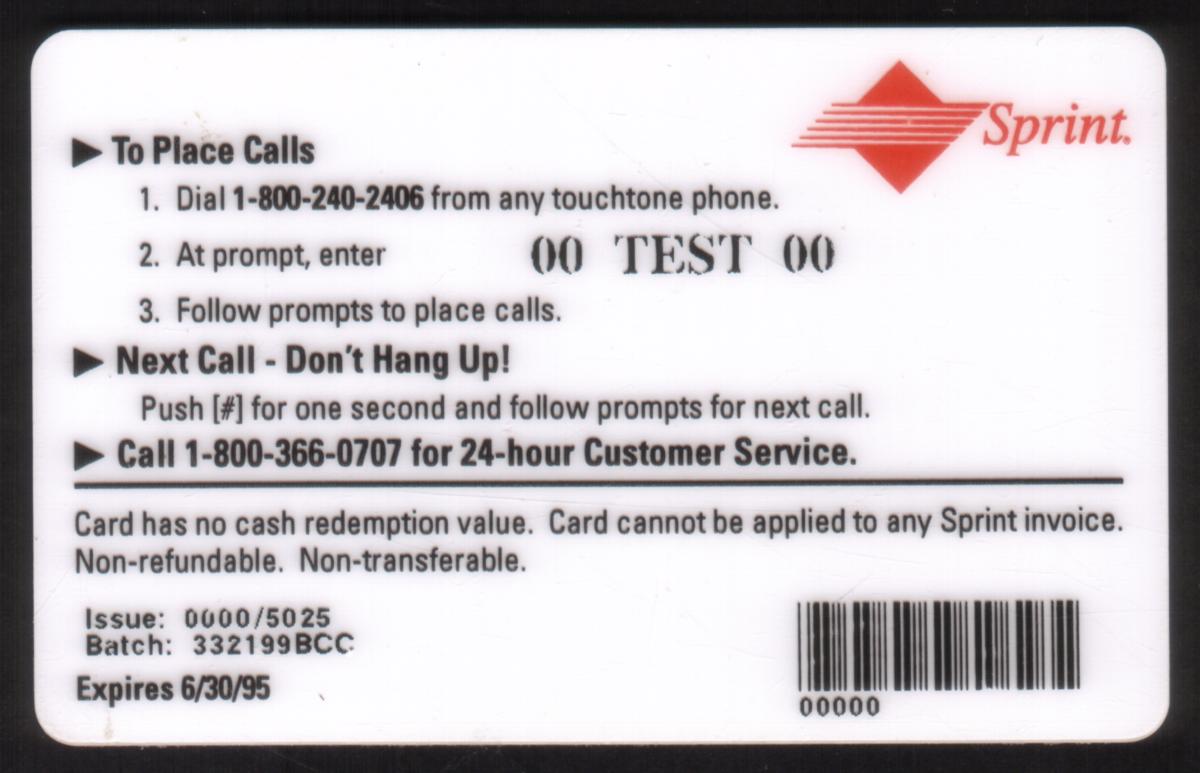 Sprint.
▶ To Place Calls
1. Dial 1-800-240-2406 from any touchtone phone.
2. At prompt, enter 00 TEST 00
3. Follow prompts to place calls.
▶ Next Call - Don't Hang Up!
Push [#] for one second and follow prompts for next call.
▶ Call 1-800-366-0707 for 24-hour Customer Service.
Card has no cash redemption value. Card cannot be applied to any Sprint invoice.
Non-refundable. Non-transferable.
Issue: 0000/5025
Batch: 332199BCC
Expires 6/30/95
00000